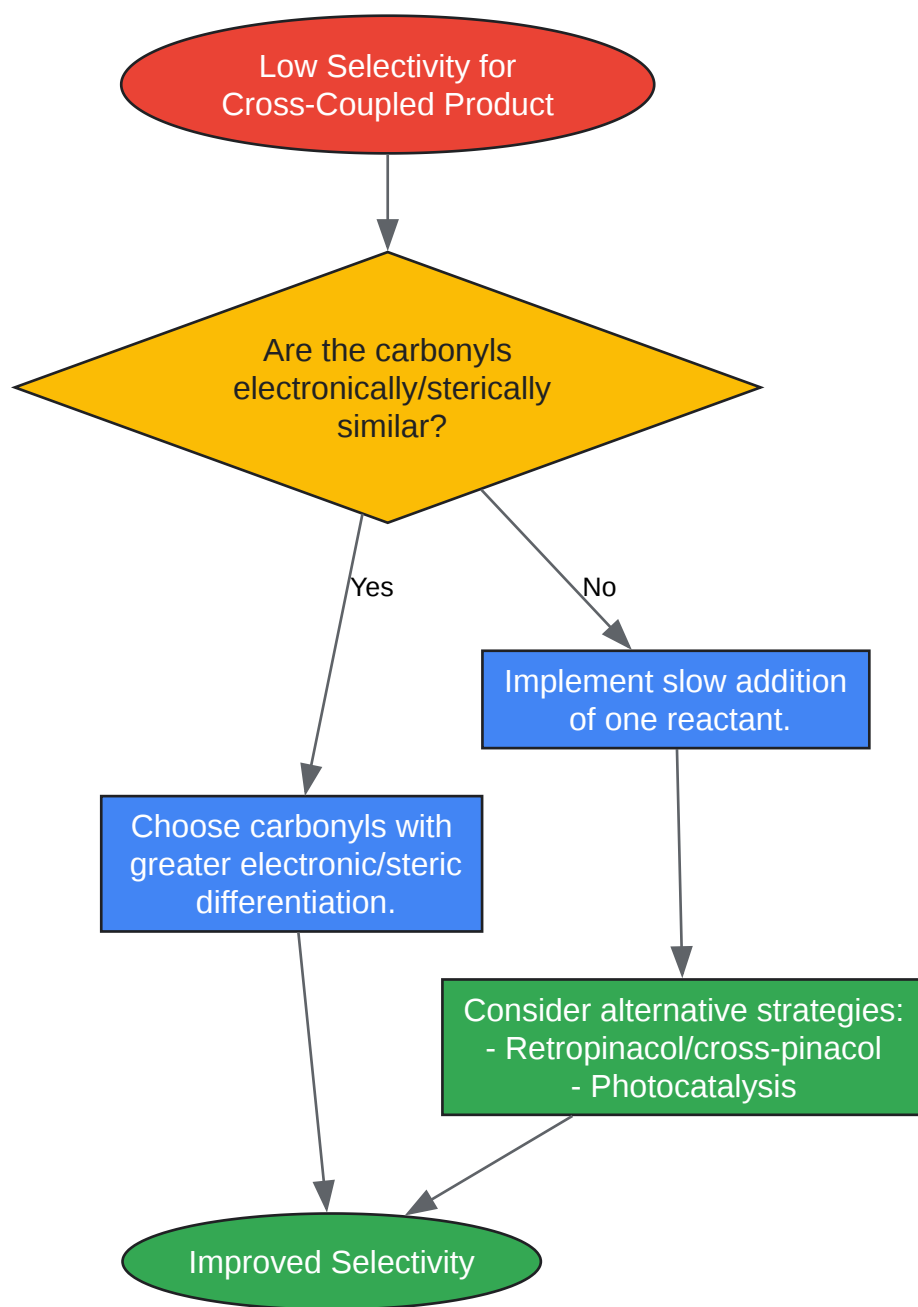 Low Selectivity for
Cross-Coupled Product
Are the carbonyls
electronically/sterically
similar?
Yes
No
Implement slow addition
of one reactant.
Choose carbonyls with
greater electronic/steric
differentiation.
Consider alternative strategies:
- Retropinacol/cross-pinacol
- Photocatalysis
Improved Selectivity